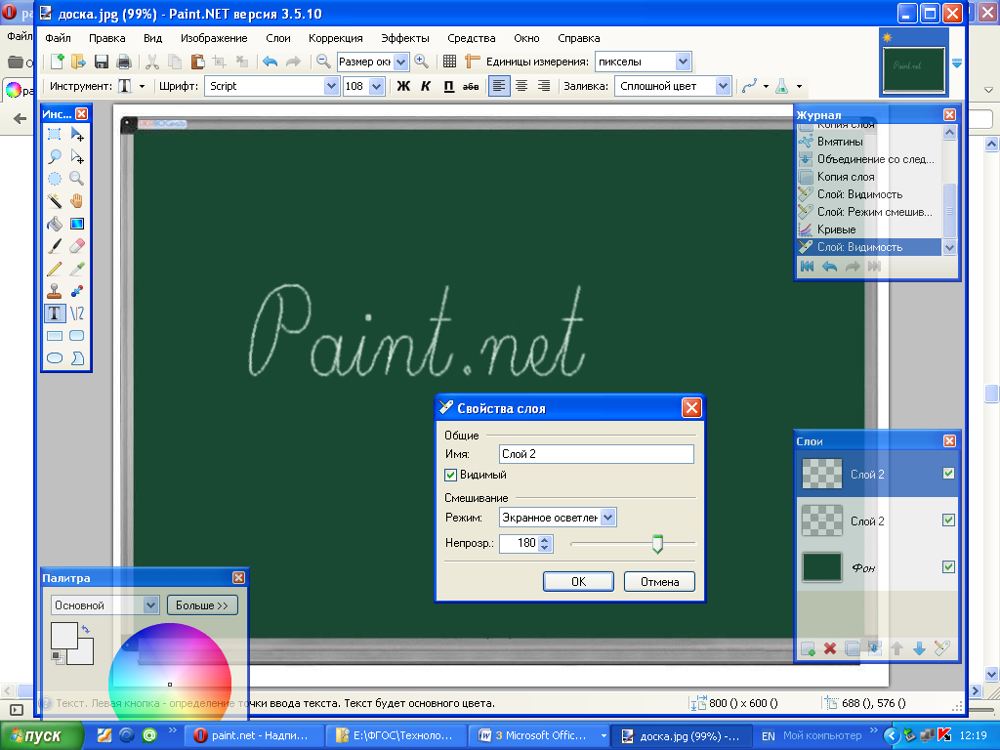 доска.jpg (99%) - Paint.NET версия 3.5.10
Файл Правка Вид Изображение Слои Коррекция Эффекты Средства Окно Справка
Размер окн Единицы измерения: пикселы
Инструмент: T Шрифт: Script 108 Ж К П абв Заливка: Сплошной цвет
Инс...
Журнал
Копия слоя
Вмятины
Объединение со след...
Копия слоя
Слой: Видимость
Слой: Режим смешив...
Кривые
Слой: Видимость
Paint.net
Свойства слоя
Общие
Имя: Слой 2
Видимый
Смешивание
Режим: Экранное осветлен
Непрозр.: 180
OK Отмена
Слои
Слой 2
Слой 2
Фон
Палитра
Основной Больше >>
Текст. Левая кнопка - определение точки ввода текста. Текст будет основного цвета. 800 () x 600 () 688 (), 576 ()
пуск paint.net - Надпи... E:\ФГОС\Техноло... 3 Microsoft Office... доска.jpg (99%) -... EN Мой компьютер 12:19